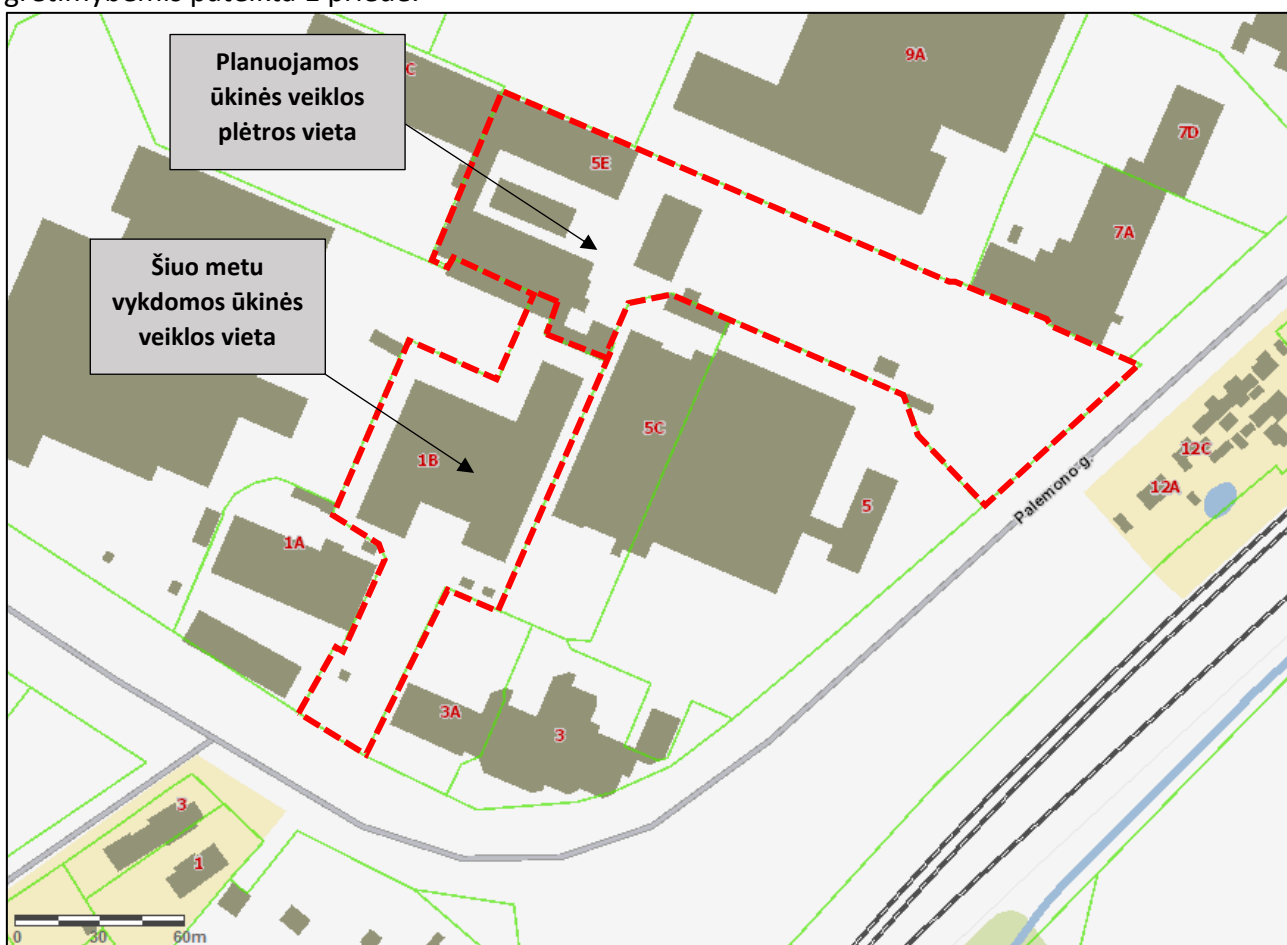 gretimybėmis pateikta 1 priede.
Planuojamos
ūkinės veiklos
plėtros vieta
C
9A
5E
7D
7A
Šiuo metu
vykdomos ūkinės
veiklos vieta
5C
1B
12C
12A
5
Palemono g.
1A
3A
3
3
1
0 30 60m